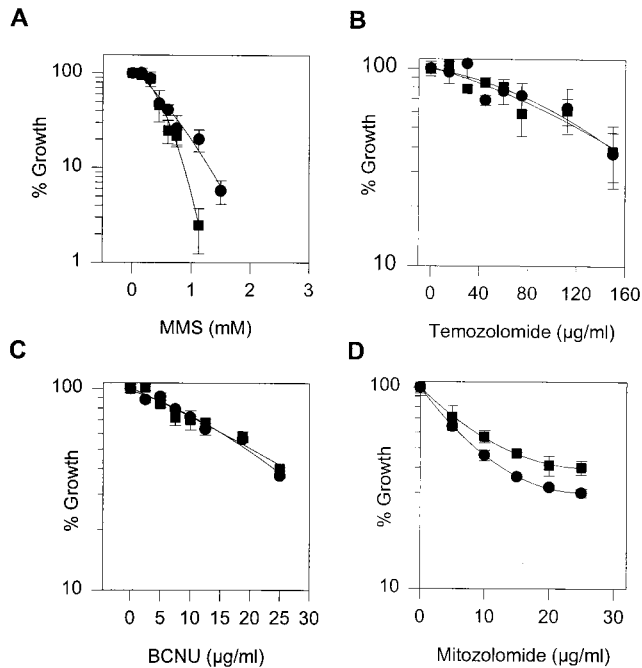 A
100
10
1
% Growth
0 1 2 3
MMS (mM)
B
100
10
% Growth
0 40 80 120 160
Temozolomide (µg/ml)
C
100
10
% Growth
0 5 10 15 20 25 30
BCNU (µg/ml)
D
100
10
% Growth
0 10 20 30
Mitozolomide (µg/ml)